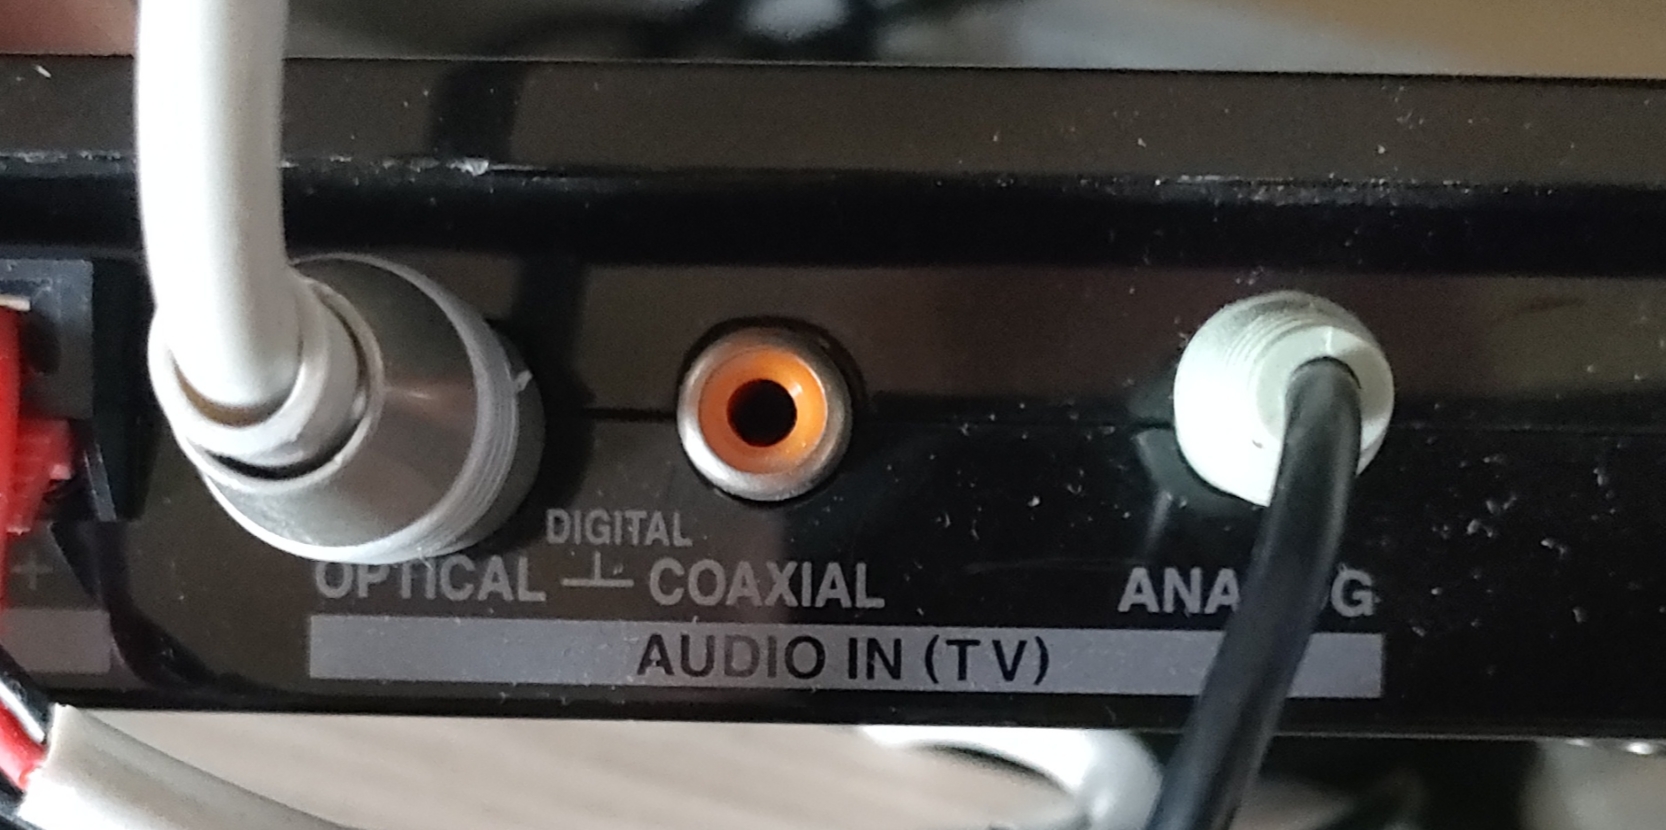 DIGITAL
OPTICAL COAXIAL
AUDIO IN (TV)